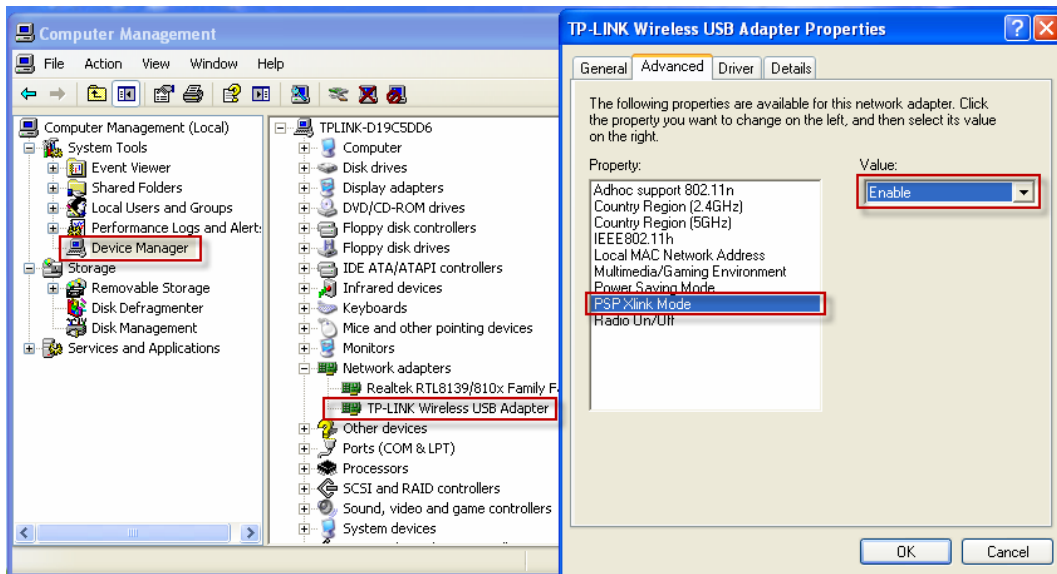 Computer Management
File Action View Window Help
Computer Management (Local)
System Tools
Event Viewer
Shared Folders
Local Users and Groups
Performance Logs and Alert
Device Manager
Storage
Removable Storage
Disk Defragmenter
Disk Management
Services and Applications
TPLINK-D19C5DD6
Computer
Disk drives
Display adapters
DVD/CD-ROM drives
Floppy disk controllers
Floppy disk drives
IDE ATA/ATAPI controllers
Infrared devices
Keyboards
Mice and other pointing devices
Monitors
Network adapters
Realtek RTL8139/810x Family F
TP-LINK Wireless USB Adapter
Other devices
Ports (COM & LPT)
Processors
SCSI and RAID controllers
Sound, video and game controllers
System devices
TP-LINK Wireless USB Adapter Properties
General Advanced Driver Details
The following properties are available for this network adapter. Click
the property you want to change on the left, and then select its value
on the right.
Property:
Value:
Adhoc support 802.11n
Country Region (2.4GHz)
Country Region (5GHz)
IEEE802.11h
Local MAC Network Address
Multimedia/Gaming Environment
Power Saving Mode
PSP Xlink Mode
Radio On/Off
Enable
OK Cancel